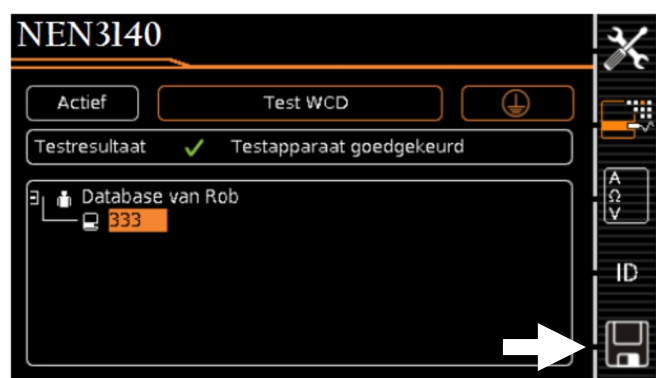 NEN3140
Actief
Test WCD
Testresultaat ✓ Testapparaat goedgekeurd
Database van Rob
333
A
Ω
V
ID